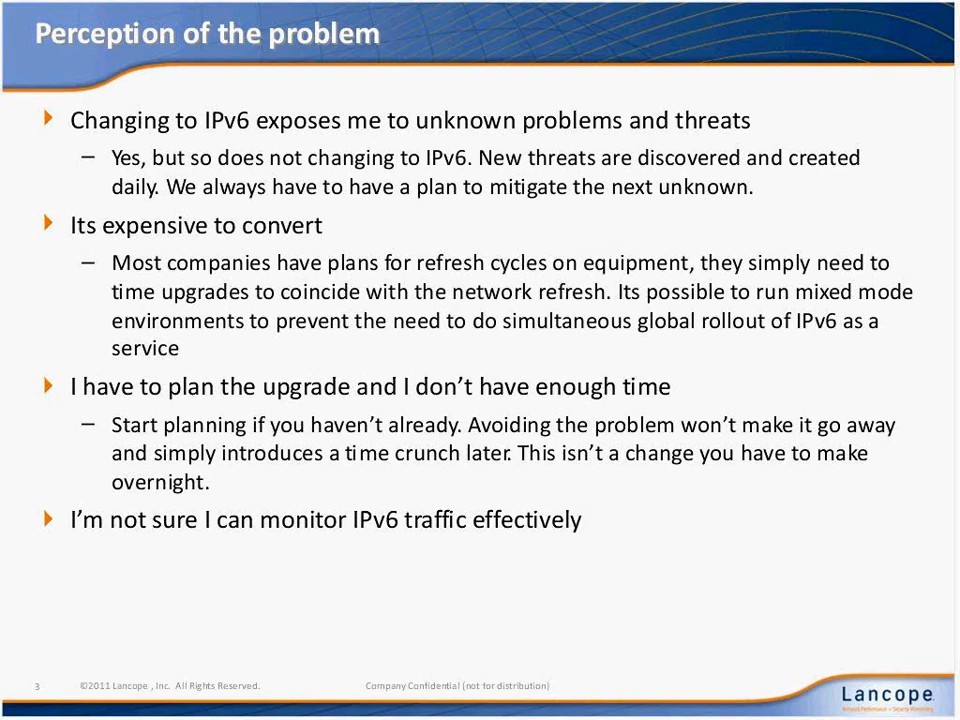 Perception of the problem
Changing to IPv6 exposes me to unknown problems and threats
– Yes, but so does not changing to IPv6. New threats are discovered and created
daily. We always have to have a plan to mitigate the next unknown.
Its expensive to convert
– Most companies have plans for refresh cycles on equipment, they simply need to
time upgrades to coincide with the network refresh. Its possible to run mixed mode
environments to prevent the need to do simultaneous global rollout of IPv6 as a
service
I have to plan the upgrade and I don’t have enough time
– Start planning if you haven’t already. Avoiding the problem won’t make it go away
and simply introduces a time crunch later. This isn’t a change you have to make
overnight.
I’m not sure I can monitor IPv6 traffic effectively
3 ©2011 Lancope , Inc. All Rights Reserved. Company Confidential (not for distribution)
Lancope
Network Performance + Security Monitoring